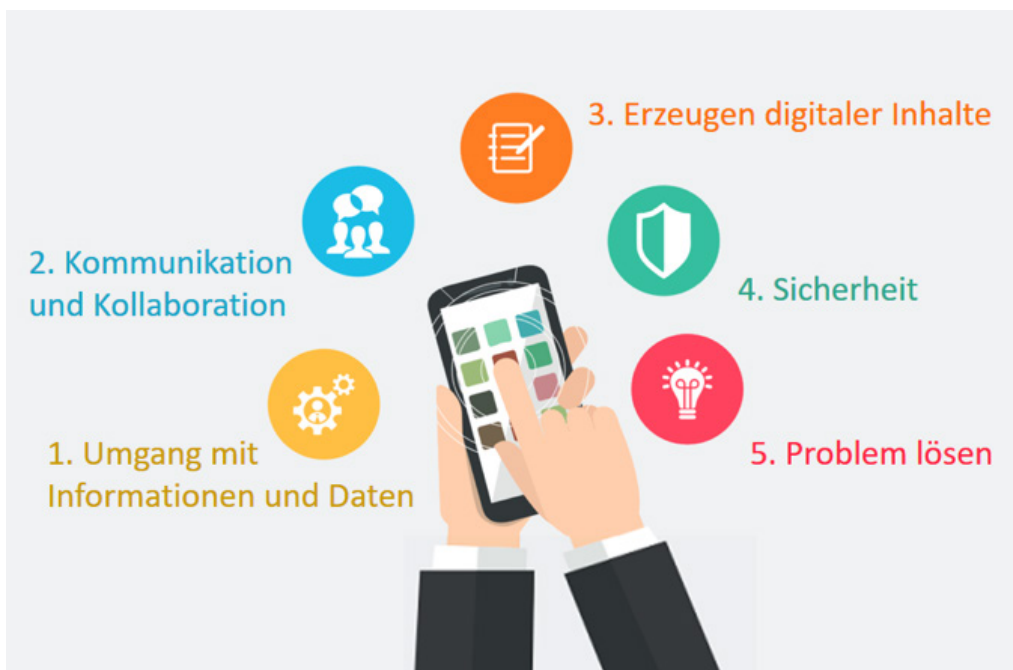 1. Umgang mit
Informationen und Daten
2. Kommunikation
und Kollaboration
3. Erzeugen digitaler Inhalte
4. Sicherheit
5. Problem lösen